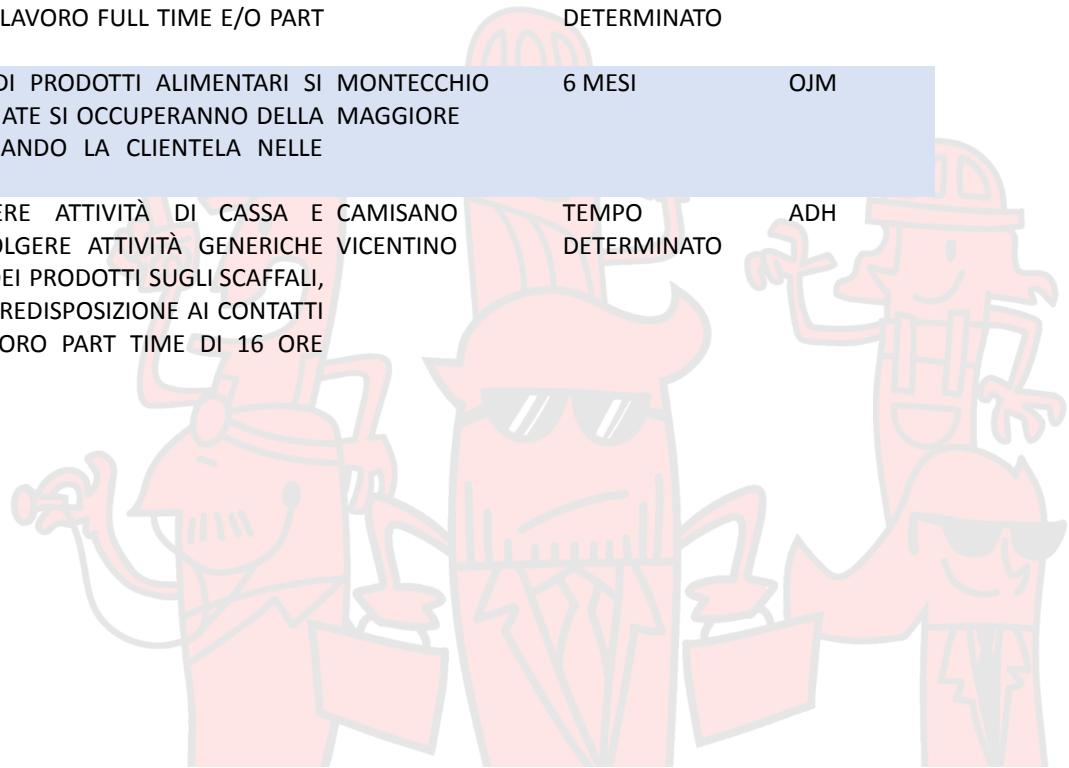 LAVORO FULL TIME E/O PART DETERMINATO
DI PRODOTTI ALIMENTARI SI MONTECCHIO 6 MESI OJM
ATE SI OCCUPERANNO DELLA MAGGIORE
ANDO LA CLIENTELA NELLE
ERE ATTIVITÀ DI CASSA E CAMISANO TEMPO ADH
OLGERE ATTIVITÀ GENERICHE VICENTINO DETERMINATO
EI PRODOTTI SUGLI SCAFFALI,
REDISPOSIZIONE AI CONTATTI
ORO PART TIME DI 16 ORE